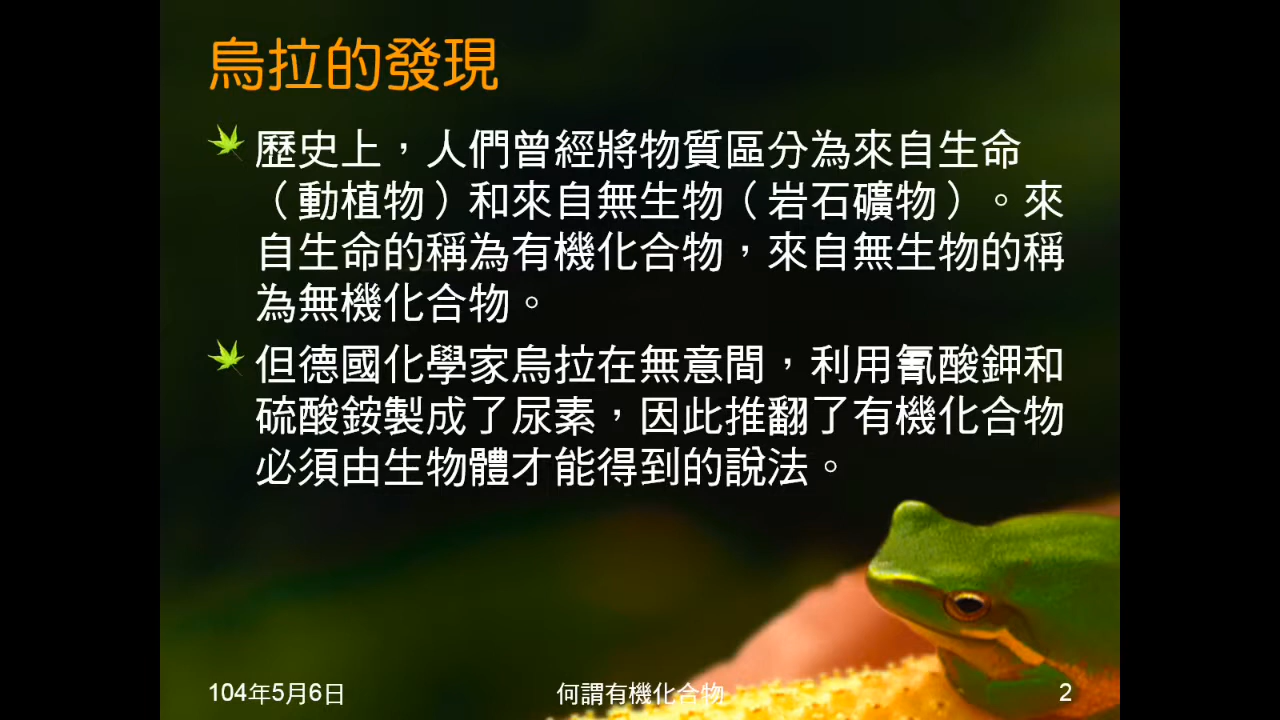 烏拉的發現
歷史上，人們曾經將物質區分為來自生命
（動植物）和來自無生物（岩石礦物）。來
自生命的稱為有機化合物，來自無生物的稱
為無機化合物。
但德國化學家烏拉在無意間，利用氰酸鉀和
硫酸銨製成了尿素，因此推翻了有機化合物
必須由生物體才能得到的說法。
104年5月6日
何謂有機化合物
2